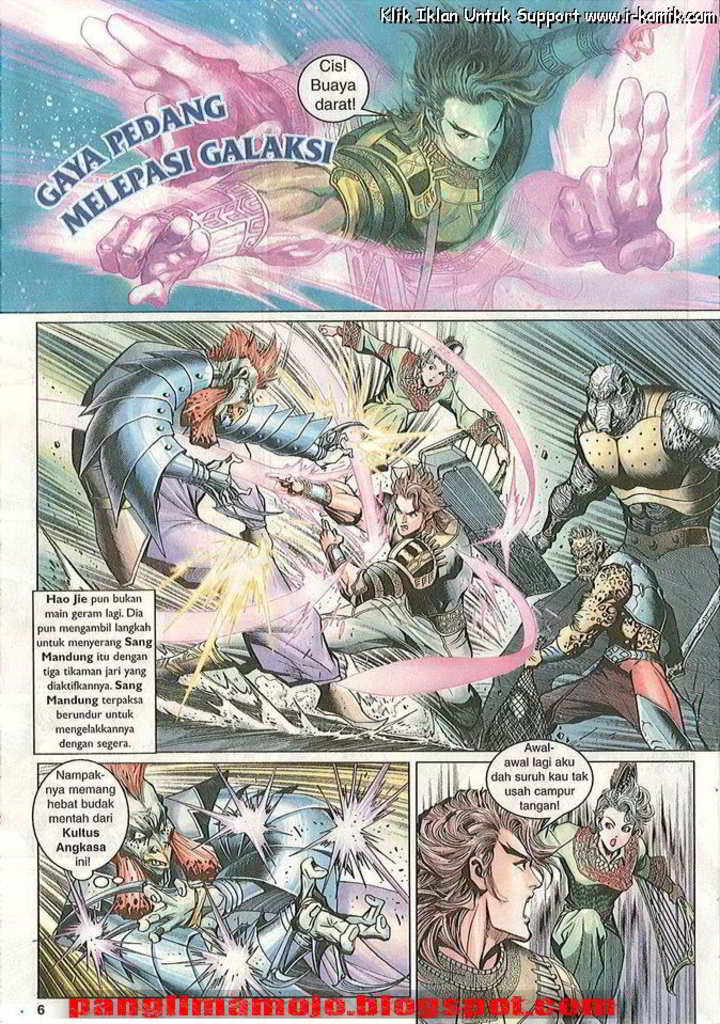 Klik Iklan Untuk Support www.i-komik.com
Cis!
Buaya
darat!
GAYA PEDANG
MELEPASI GALAKSI
Hao Jie pun bukan
main geram lagi. Dia
pun mengambil langkah
untuk menyerang Sang
Mandung itu dengan
tiga tikaman jari yang
diaktifkannya. Sang
Mandung terpaksa
berundur untuk
mengelakkannya
dengan segera.
Nampak-
nya memang
hebat budak
mentah dari
Kultus
Angkasa
ini!
Awal-
awal lagi aku
dah suruh kau tak
usah campur
tangan!
6
panglimamojo.blogspot.com